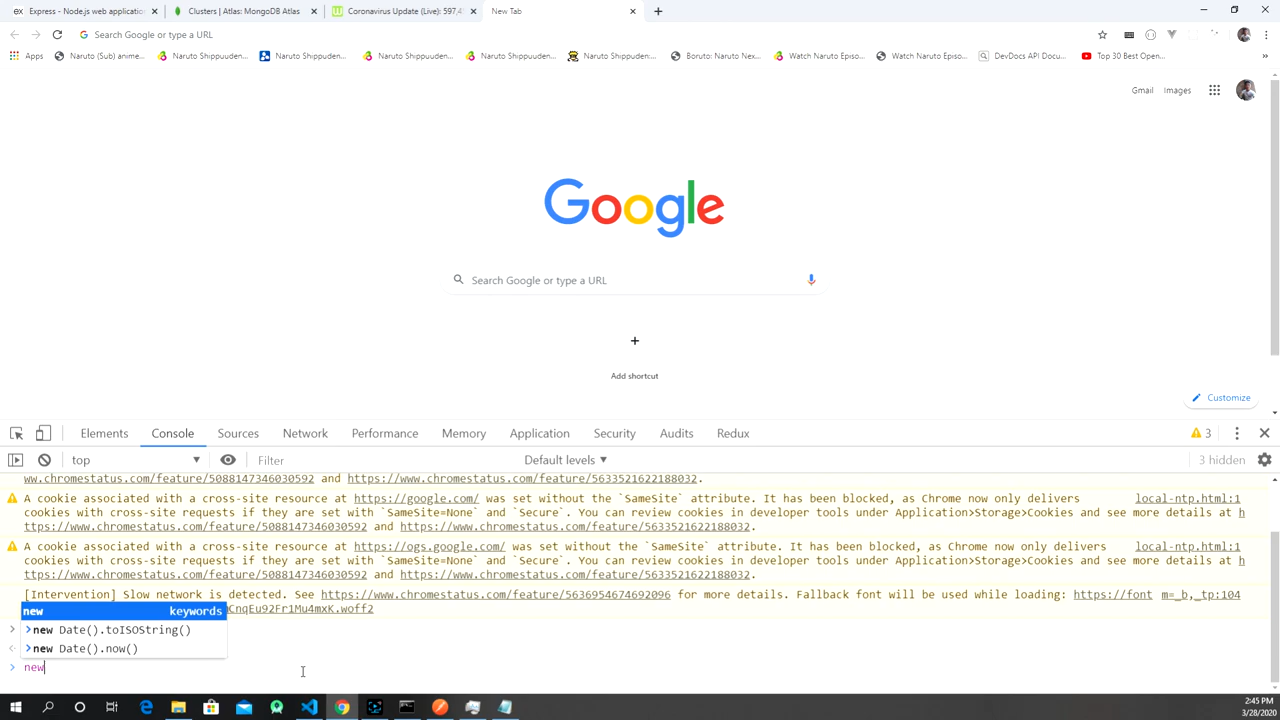 Express - Node.js web application
Clusters | Atlas: MongoDB Atlas
Coronavirus Update (Live): 597,4
New Tab
Search Google or type a URL
Apps
Naruto (Sub) anime...
Naruto Shippuuden...
Naruto Shippuden...
Naruto Shippuuden...
Naruto Shippuuden...
Naruto Shippuden:...
Boruto: Naruto Nex...
Watch Naruto Episo...
Watch Naruto Episo...
DevDocs API Docu...
Top 30 Best Open...
»
Gmail
Images
Google
Search Google or type a URL
Add shortcut
Customize
Elements
Console
Sources
Network
Performance
Memory
Application
Security
Audits
Redux
3
top
Filter
Default levels
3 hidden
ww.chromestatus.com/feature/5088147346030592 and https://www.chromestatus.com/feature/5633521622188032.
A cookie associated with a cross-site resource at https://google.com/ was set without the `SameSite` attribute. It has been blocked, as Chrome now only delivers local-ntp.html:1
cookies with cross-site requests if they are set with `SameSite=None` and `Secure`. You can review cookies in developer tools under Application>Storage>Cookies and see more details at h
ttps://www.chromestatus.com/feature/5088147346030592 and https://www.chromestatus.com/feature/5633521622188032.
A cookie associated with a cross-site resource at https://ogs.google.com/ was set without the `SameSite` attribute. It has been blocked, as Chrome now only delivers local-ntp.html:1
cookies with cross-site requests if they are set with `SameSite=None` and `Secure`. You can review cookies in developer tools under Application>Storage>Cookies and see more details at h
ttps://www.chromestatus.com/feature/5088147346030592 and https://www.chromestatus.com/feature/5633521622188032.
[Intervention] Slow network is detected. See https://www.chromestatus.com/feature/5636954674692096 for more details. Fallback font will be used while loading: https://font m=_b,_tp:104
CnqEu92Fr1Mu4mxK.woff2
new keywords
new Date().toISOString()
new Date().now()
new
2:45 PM
3/28/2020